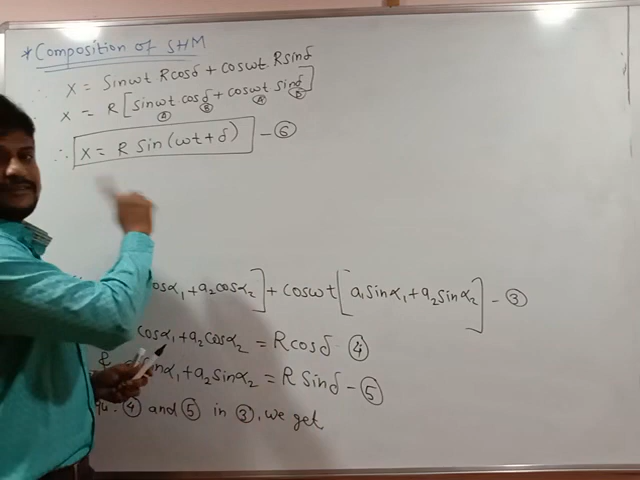 * Composition of SHM
x = Sinωt Rcosδ + cosωt Rsinδ
x = R [sinωt cosδ + cosωt sinδ]
A B A B
∴ x = R Sin(ωt + δ) - 6
cosα₁ + a₂cosα₂] + cosωt [a₁sinα₁ + a₂sinα₂] - 3
cosα₁ + a₂cosα₂ = Rcosδ 4
& sinα₁ + a₂sinα₂ = R Sinδ - 5
4 and 5 in 3, we get